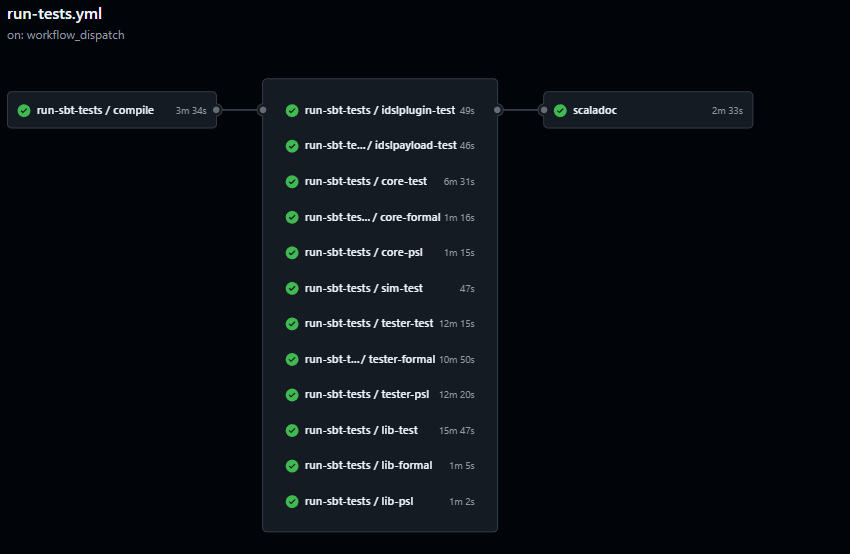 run-tests.yml
on: workflow_dispatch
run-sbt-tests / compile 3m 34s
run-sbt-tests / idslplugin-test 49s
run-sbt-te... / idslpayload-test 46s
run-sbt-tests / core-test 6m 31s
run-sbt-tes... / core-formal 1m 16s
run-sbt-tests / core-psl 1m 15s
run-sbt-tests / sim-test 47s
run-sbt-tests / tester-test 12m 15s
run-sbt-t... / tester-formal 10m 50s
run-sbt-tests / tester-psl 12m 20s
run-sbt-tests / lib-test 15m 47s
run-sbt-tests / lib-formal 1m 5s
run-sbt-tests / lib-psl 1m 2s
scaladoc 2m 33s